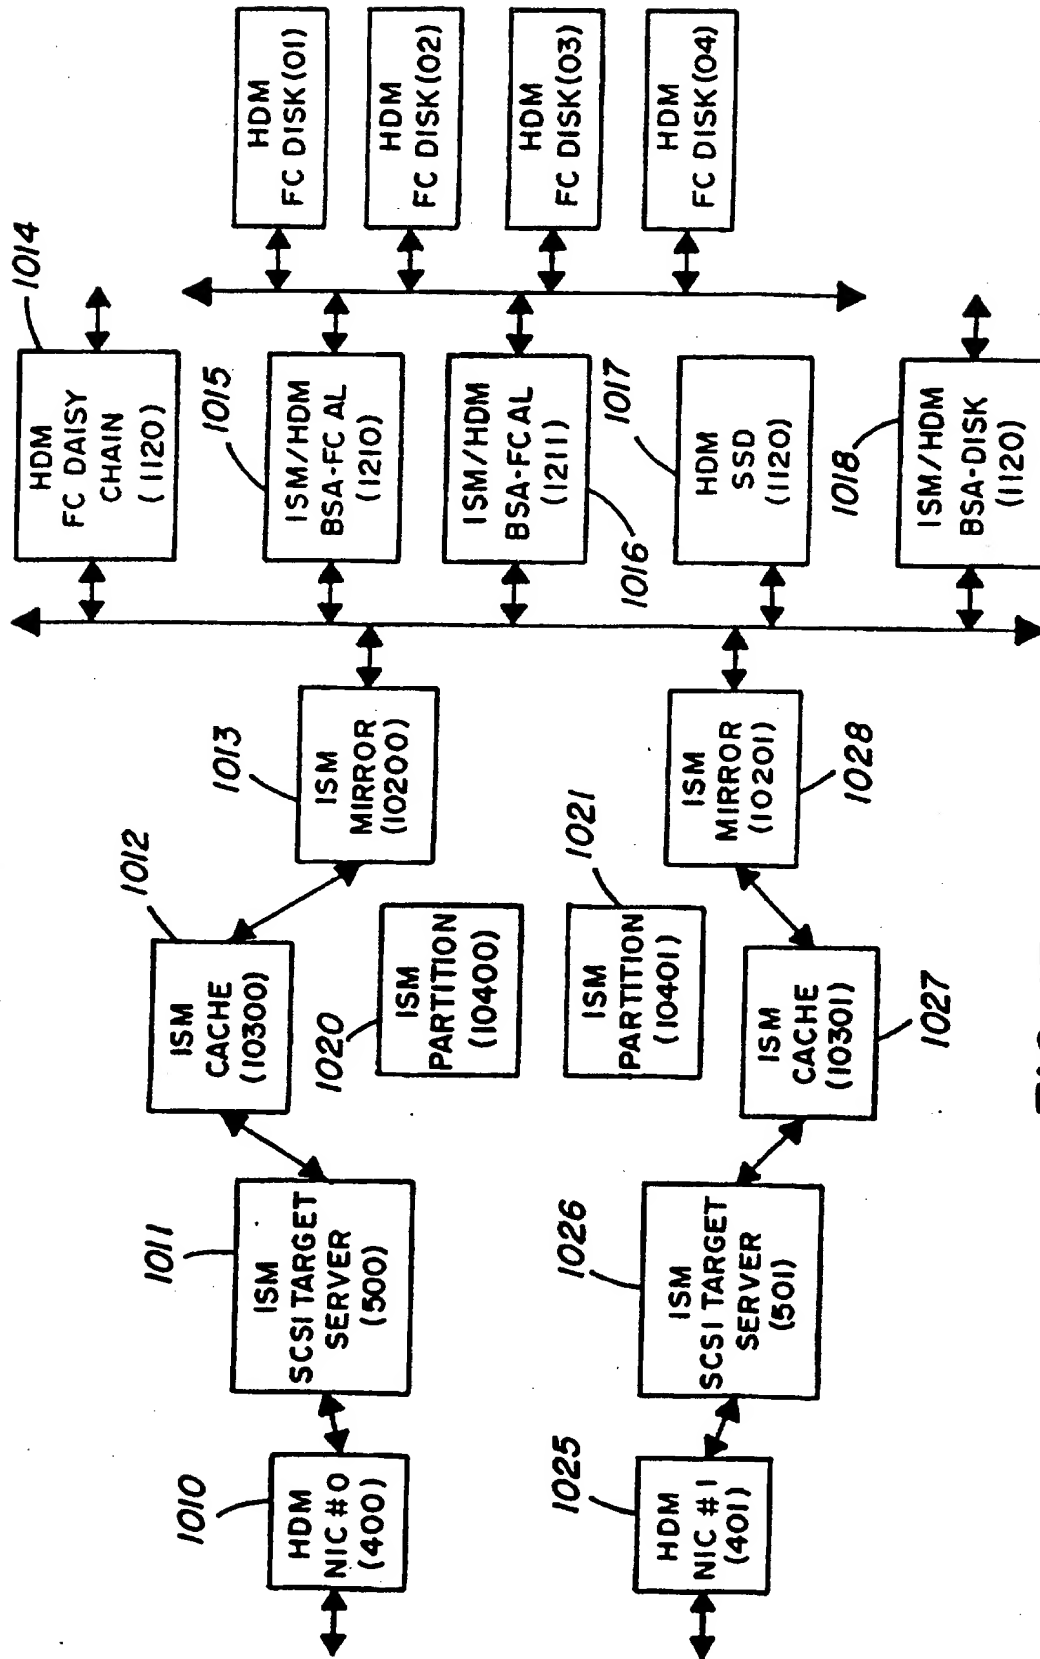 1010
HDM
NIC #0
(400)
1011
ISM
SCSI TARGET
SERVER
(500)
1012
ISM
CACHE
(10300)
1013
ISM
MIRROR
(10200)
1020
ISM
PARTITION
(10400)
1021
ISM
PARTITION
(10401)
1025
HDM
NIC #1
(401)
1026
ISM
SCSI TARGET
SERVER
(501)
1027
ISM
CACHE
(10301)
1028
ISM
MIRROR
(10201)
1014
HDM
FC DAISY
CHAIN
(1120)
1015
ISM/HDM
BSA-FC AL
(1210)
1016
ISM/HDM
BSA-FC AL
(1211)
1017
HDM
SSD
(1120)
1018
ISM/HDM
BSA-DISK
(1120)
HDM
FC DISK(01)
HDM
FC DISK(02)
HDM
FC DISK(03)
HDM
FC DISK(04)